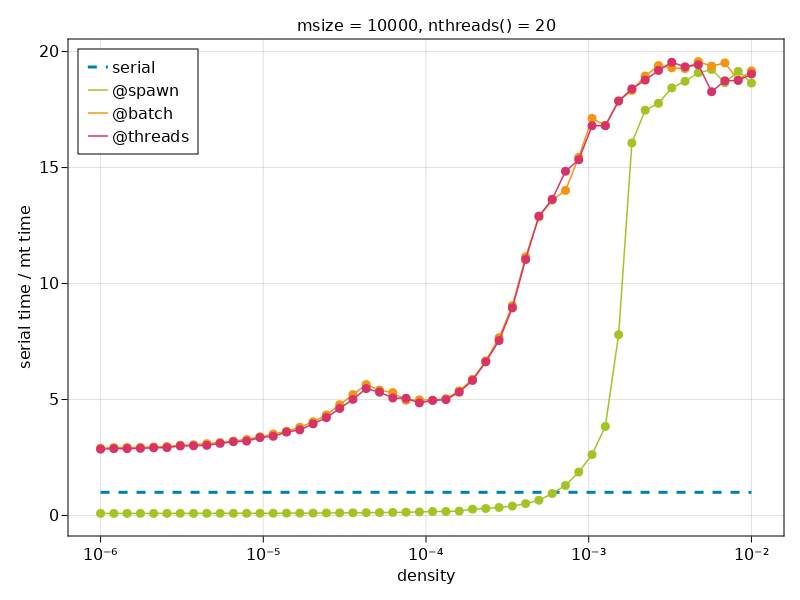 msize = 10000, nthreads() = 20
serial
@spawn
@batch
@threads
20
15
10
5
0
serial time / mt time
10⁻⁶
10⁻⁵
10⁻⁴
10⁻³
10⁻²
density